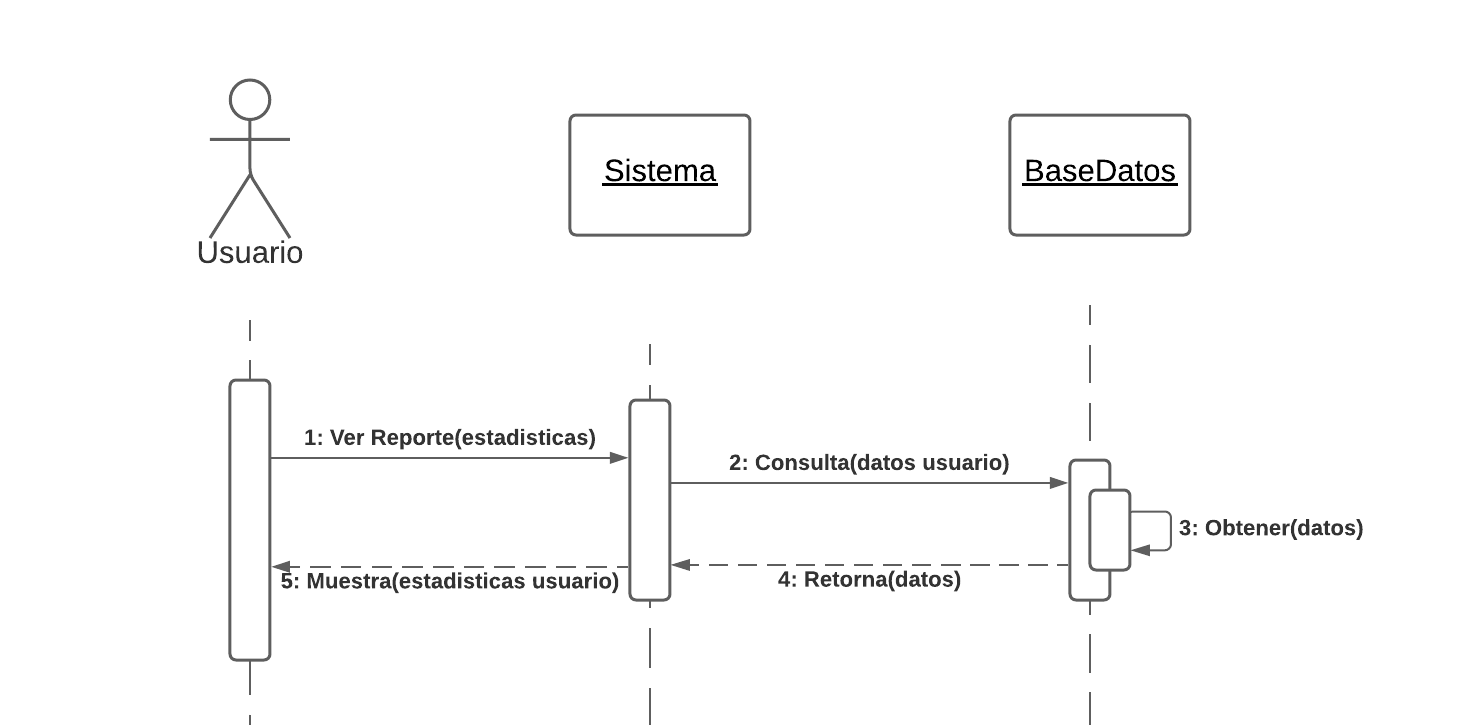 Usuario
Sistema
BaseDatos
1: Ver Reporte(estadisticas)
2: Consulta(datos usuario)
3: Obtener(datos)
4: Retorna(datos)
5: Muestra(estadisticas usuario)